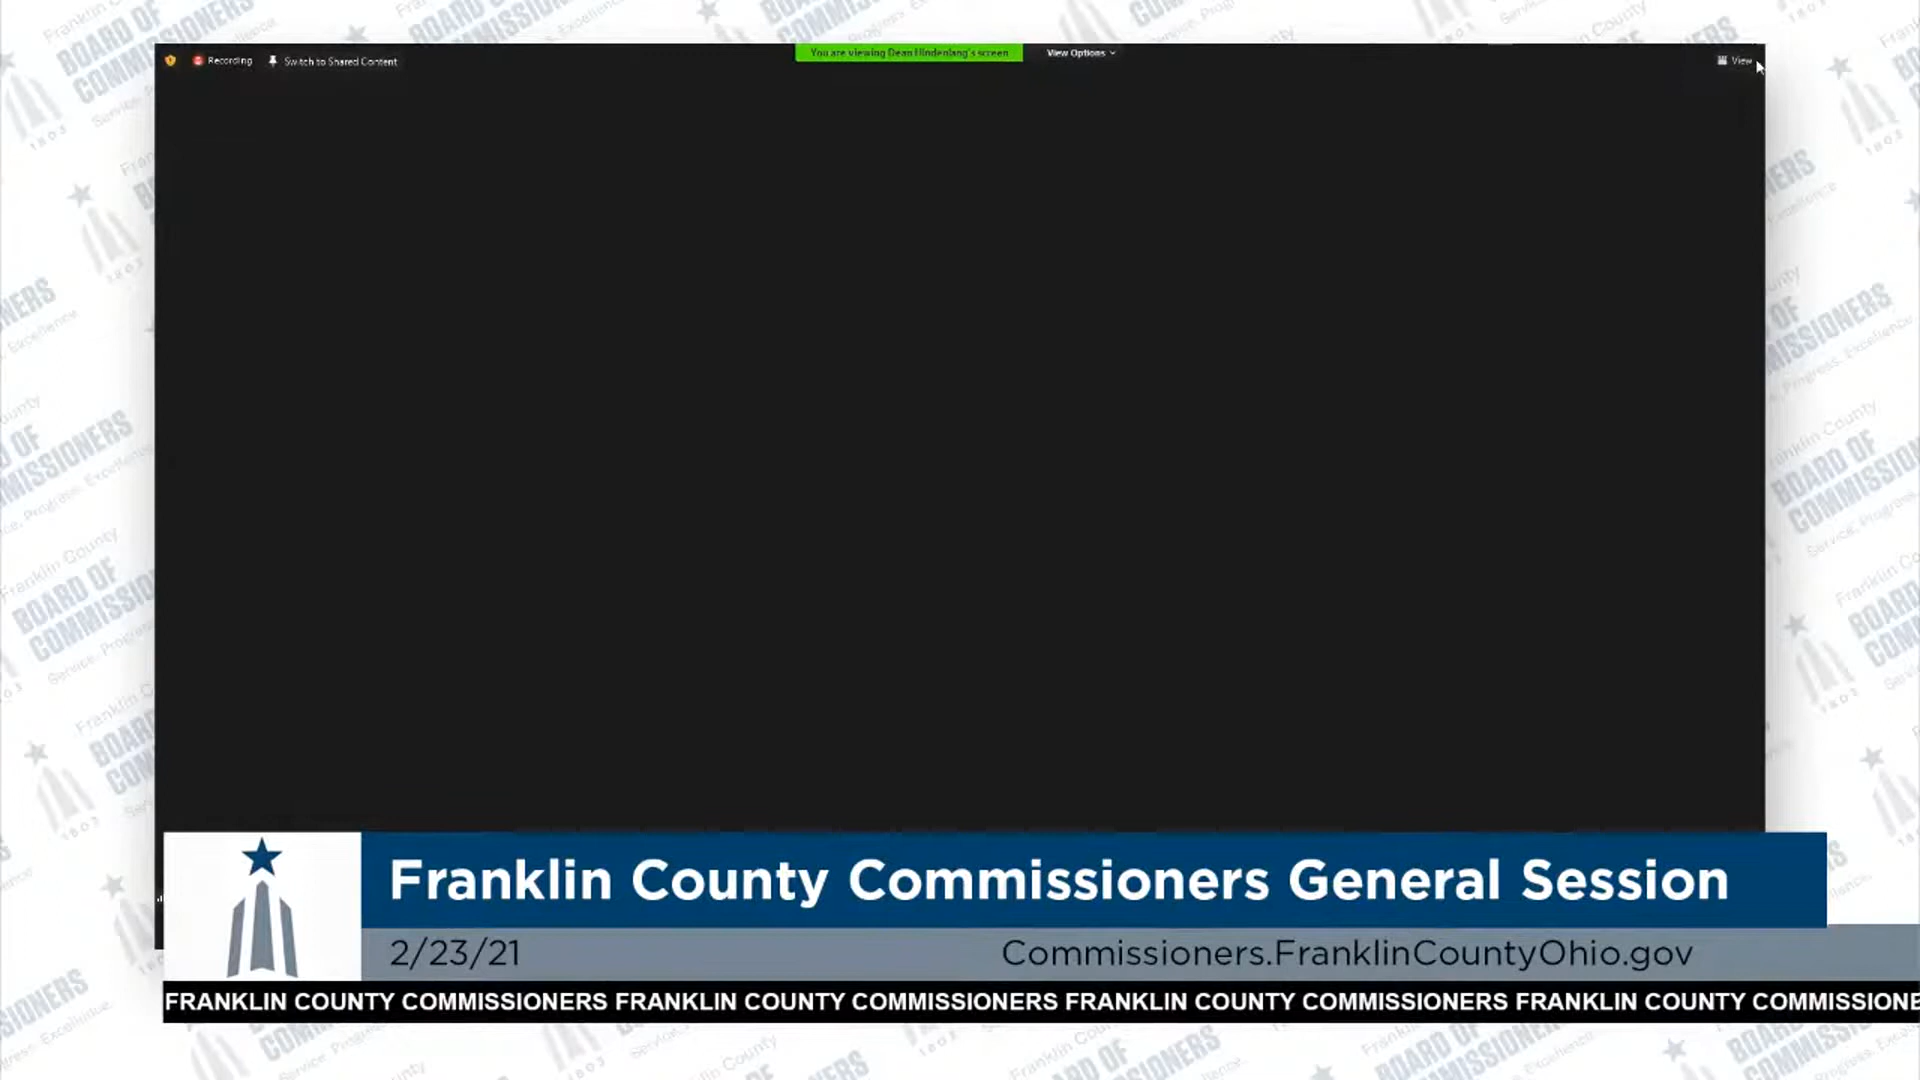 Recording
Switch to Shared Content
You are viewing Dean Hindenlang's screen
View Options
View
Franklin County Commissioners General Session
2/23/21
Commissioners.FranklinCountyOhio.gov
FRANKLIN COUNTY COMMISSIONERS FRANKLIN COUNTY COMMISSIONERS FRANKLIN COUNTY COMMISSIONERS FRANKLIN COUNTY COMMISSIONE